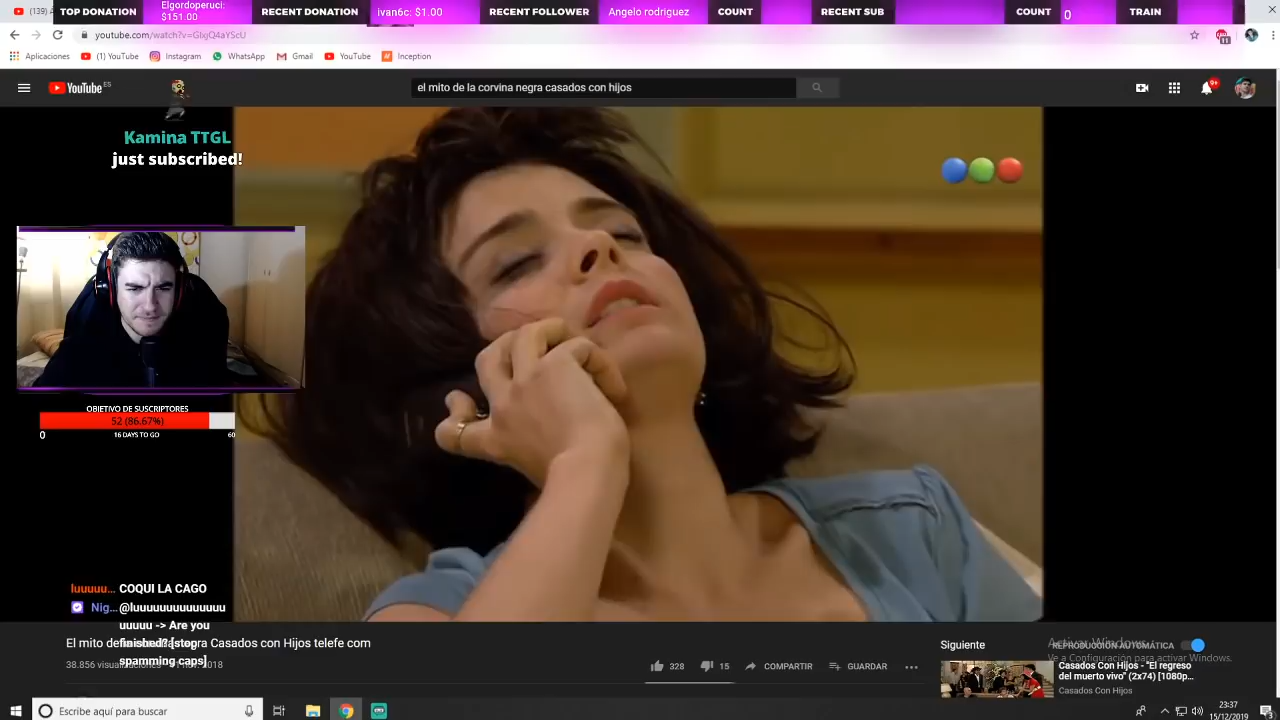 TOP DONATION
Elgordoperuci:
$151.00
RECENT DONATION
ivan6c: $1.00
RECENT FOLLOWER
Angelo rodriguez
COUNT
RECENT SUB
COUNT
0
TRAIN
(139)
youtube.com/watch?v=GlxjQ4aYScU
Aplicaciones
(1) YouTube
Instagram
WhatsApp
Gmail
YouTube
Inception
YouTube ES
el mito de la corvina negra casados con hijos
9+
Kamina TTGL
just subscribed!
OBJETIVO DE SUSCRIPTORES
52 (86.67%)
0
16 DAYS TO GO
60
luuuuu... COQUI LA CAGO
Nig... @luuuuuuuuuuuuuu
uuuuu -> Are you
finished? [stop
spamming caps]
El mito de la corvina negra Casados con Hijos telefe com
38.856
2018
328
15
COMPARTIR
GUARDAR
Siguiente
REPRODUCCIÓN AUTOMÁTICA
Activar Windows
Ve a Configuración para activar Windows.
Casados Con Hijos - "El regreso
del muerto vivo" (2x74) [1080p...
Casados Con Hijos
Escribe aquí para buscar
23:37
15/12/2019